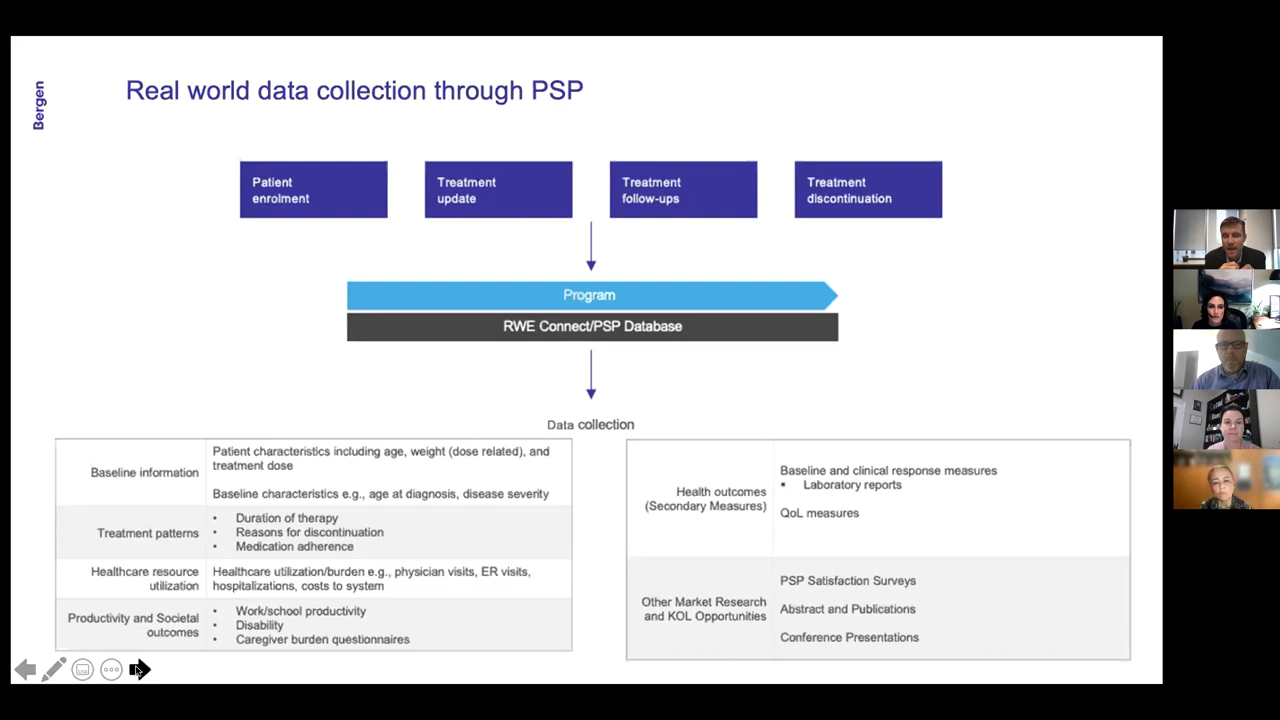 Bergen
Real world data collection through PSP
Patient
enrolment
Treatment
update
Treatment
follow-ups
Treatment
discontinuation
Program
RWE Connect/PSP Database
Data collection
Baseline information
Patient characteristics including age, weight (dose related), and
treatment dose
Baseline characteristics e.g., age at diagnosis, disease severity
Treatment patterns
• Duration of therapy
• Reasons for discontinuation
• Medication adherence
Healthcare resource
utilization
Healthcare utilization/burden e.g., physician visits, ER visits,
hospitalizations, costs to system
Productivity and Societal
outcomes
• Work/school productivity
• Disability
• Caregiver burden questionnaires
Health outcomes
(Secondary Measures)
Baseline and clinical response measures
▪ Laboratory reports
QoL measures
Other Market Research
and KOL Opportunities
PSP Satisfaction Surveys
Abstract and Publications
Conference Presentations